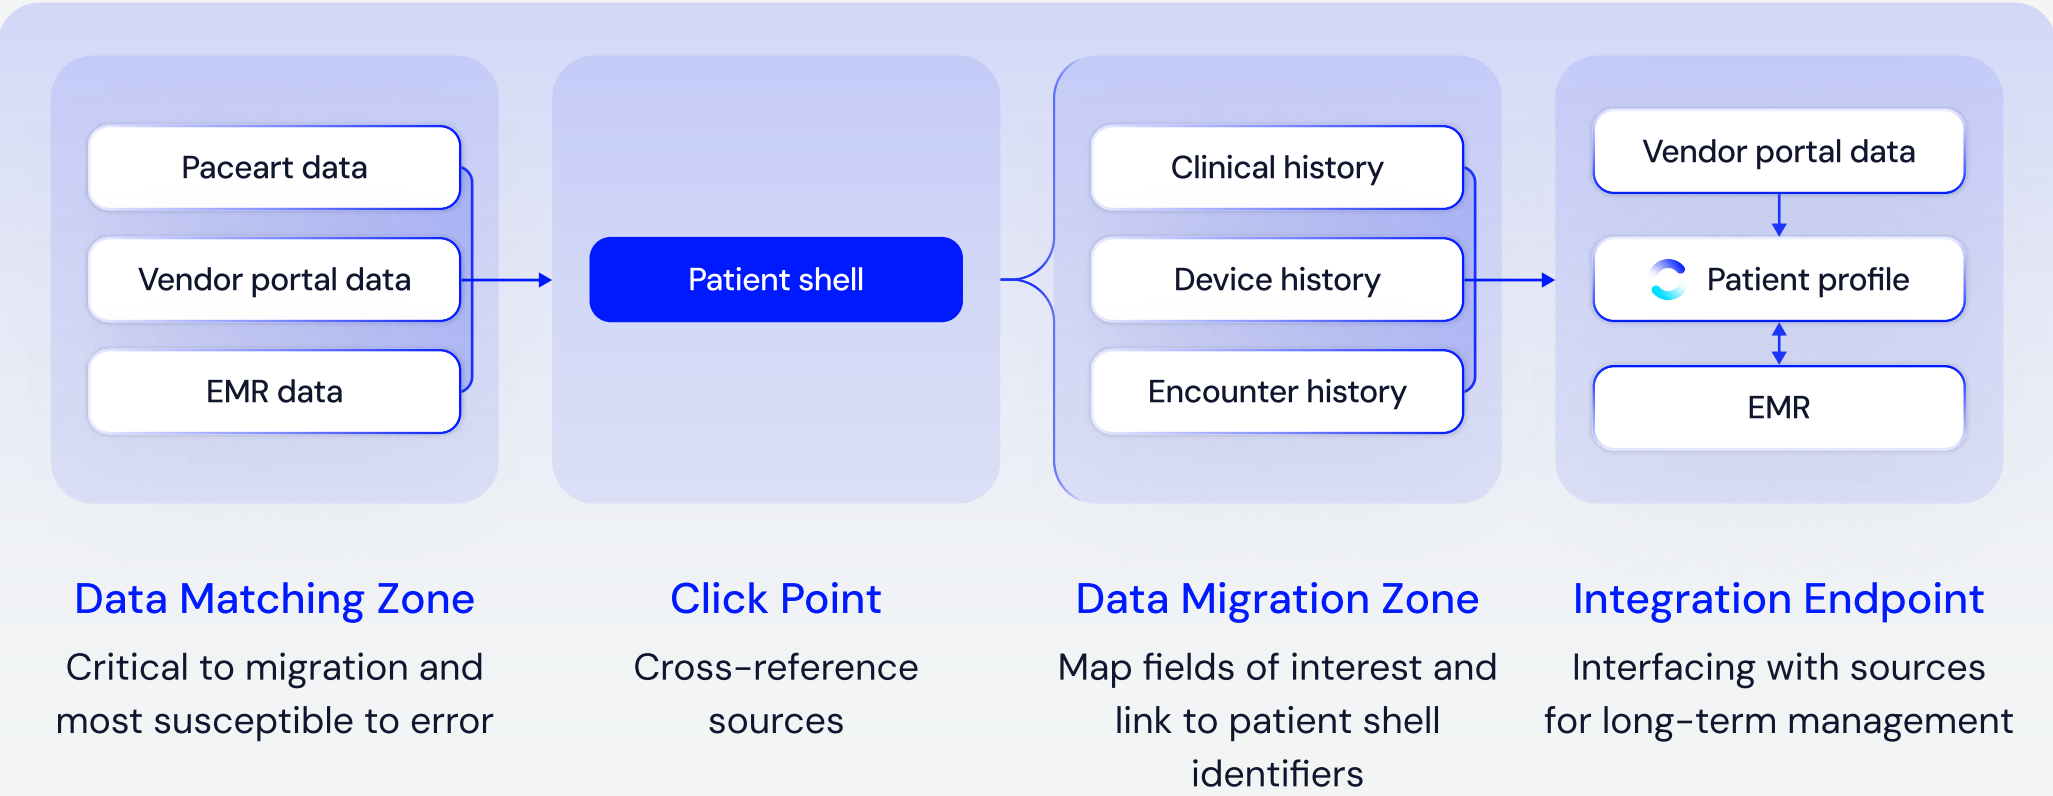 Paceart data
Vendor portal data
EMR data
Patient shell
Clinical history
Device history
Encounter history
Vendor portal data
Patient profile
EMR
Data Matching Zone
Critical to migration and
most susceptible to error
Click Point
Cross-reference
sources
Data Migration Zone
Map fields of interest and
link to patient shell
identifiers
Integration Endpoint
Interfacing with sources
for long-term management